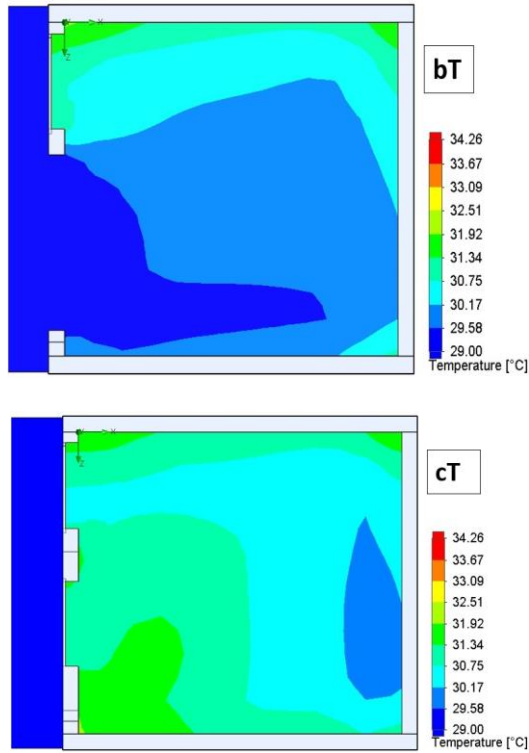 X
Z
bT
34.26
33.67
33.09
32.51
31.92
31.34
30.75
30.17
29.58
29.00
Temperature [°C]
X
Z
cT
34.26
33.67
33.09
32.51
31.92
31.34
30.75
30.17
29.58
29.00
Temperature [°C]